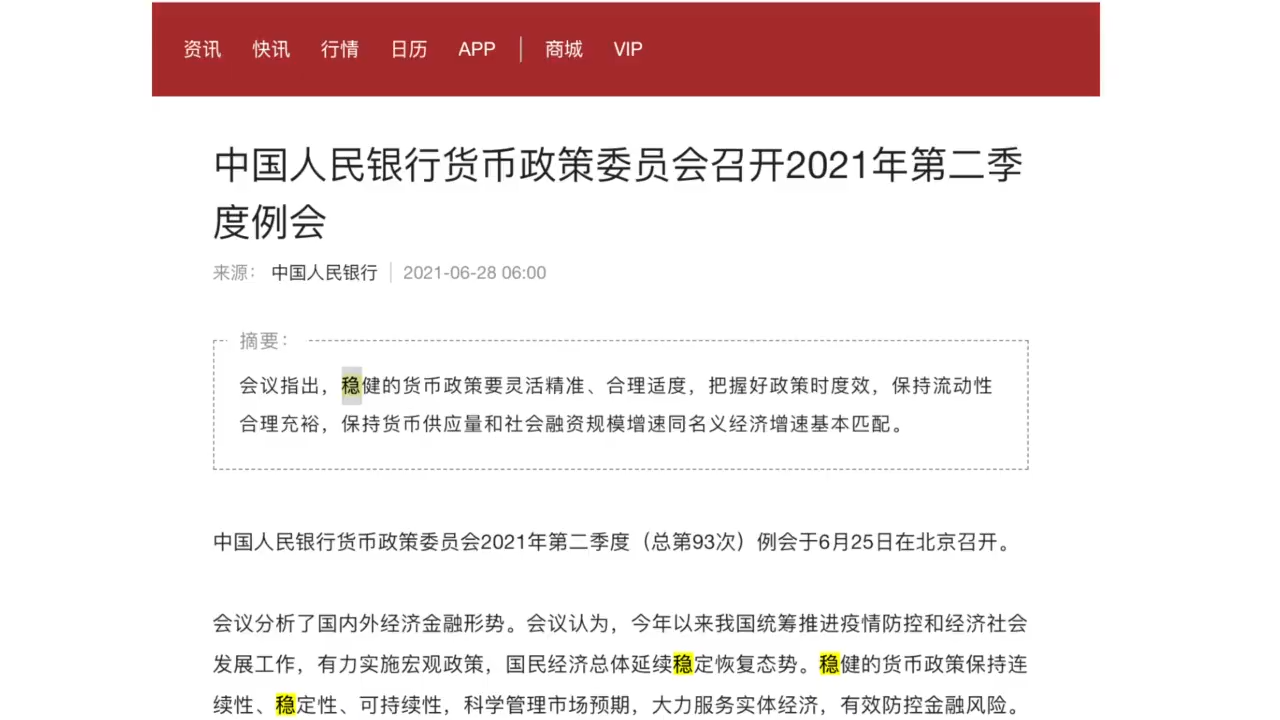 资讯 快讯 行情 日历 APP | 商城 VIP
中国人民银行货币政策委员会召开2021年第二季
度例会
来源： 中国人民银行 | 2021-06-28 06:00
摘要：
会议指出，稳健的货币政策要灵活精准、合理适度，把握好政策时度效，保持流动性
合理充裕，保持货币供应量和社会融资规模增速同名义经济增速基本匹配。
中国人民银行货币政策委员会2021年第二季度（总第93次）例会于6月25日在北京召开。
会议分析了国内外经济金融形势。会议认为，今年以来我国统筹推进疫情防控和经济社会
发展工作，有力实施宏观政策，国民经济总体延续稳定恢复态势。稳健的货币政策保持连
续性、稳定性、可持续性，科学管理市场预期，大力服务实体经济，有效防控金融风险。